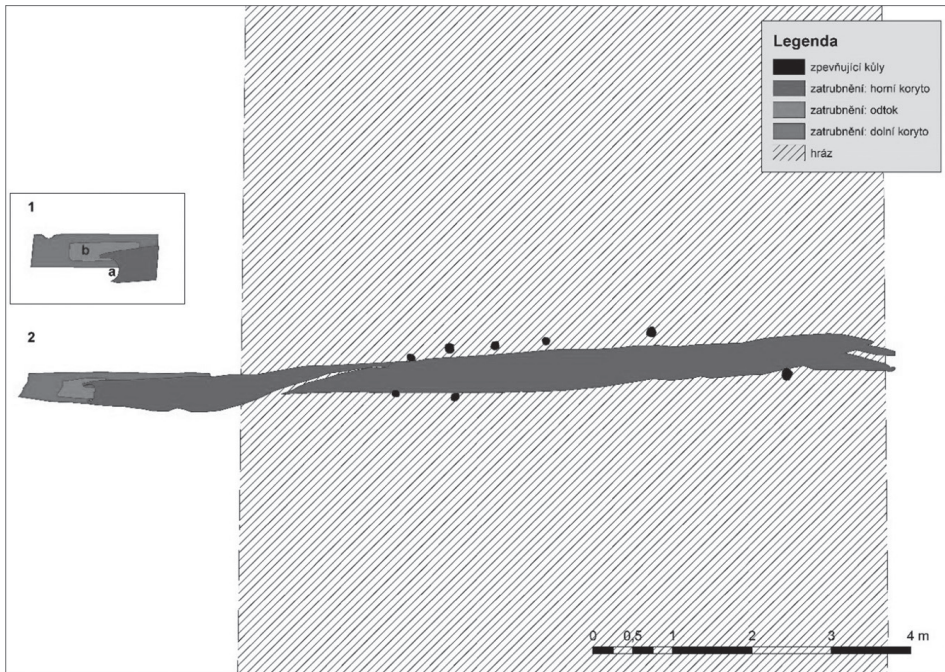 Legenda
zpevňující kůly
zatrubnění: horní koryto
zatrubnění: odtok
zatrubnění: dolní koryto
hráz
1
b
a
2
0 0,5 1 2 3 4 m